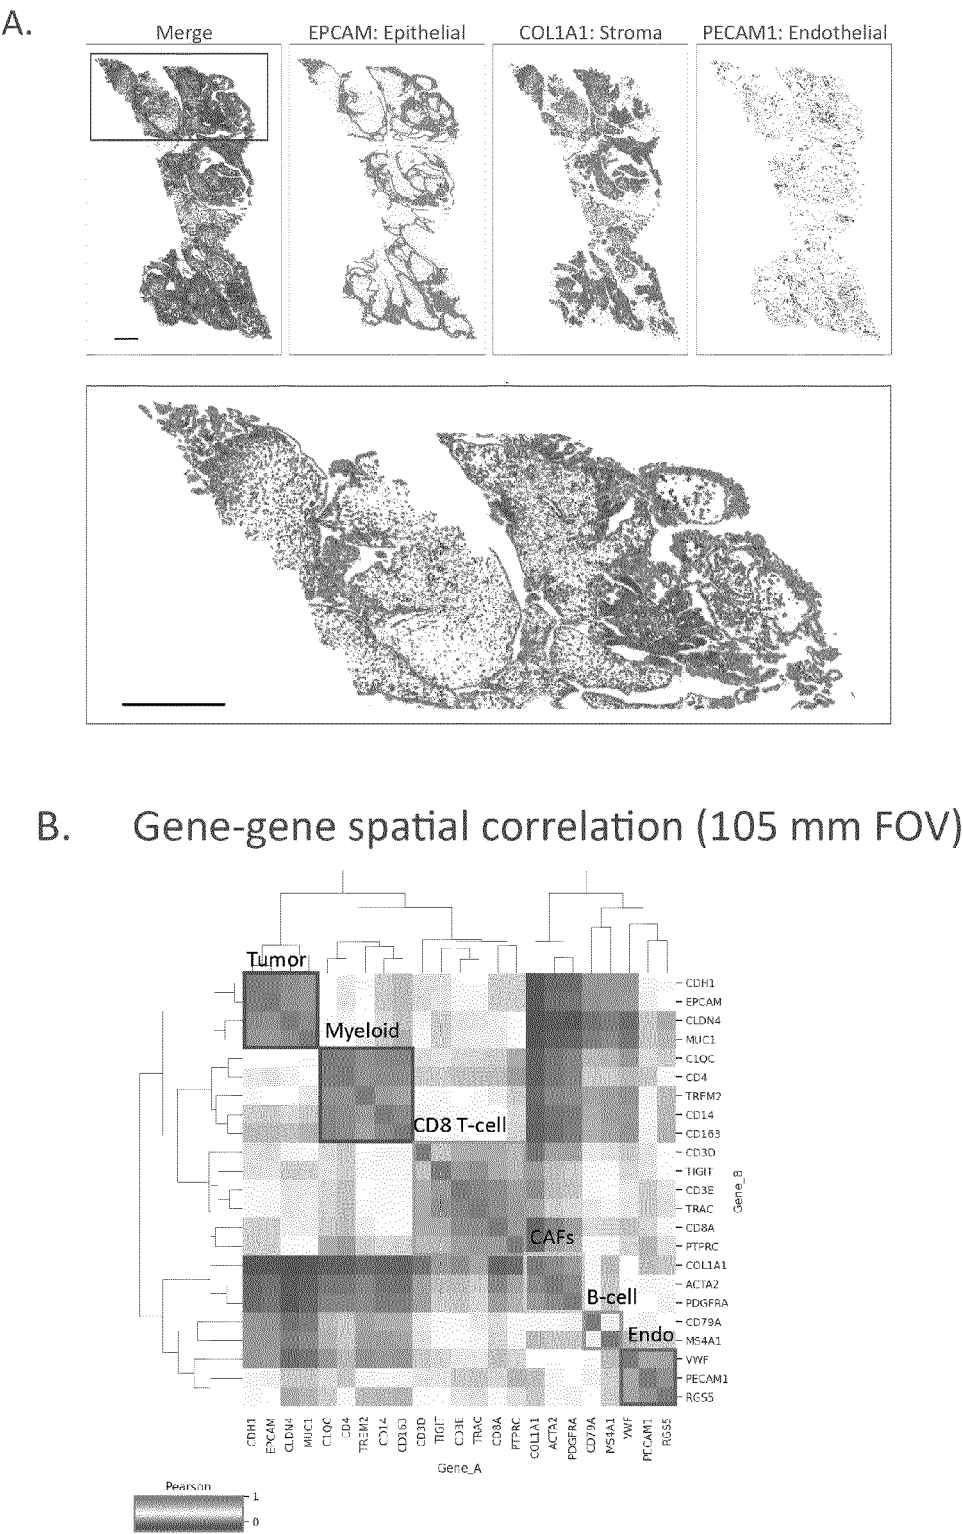 A.
Merge
EPCAM: Epithelial
COL1A1: Stroma
PECAM1: Endothelial
B. Gene-gene spatial correlation (105 mm FOV)
Tumor
Myeloid
CD8 T-cell
CAFs
B-cell
Endo
CDH1
EPCAM
CLDN4
MUC1
C1QC
CD4
TREM2
CD14
CD163
CD3D
TIGIT
CD3E
TRAC
CD8A
PTPRC
COL1A1
ACTA2
PDGFRA
CD79A
MS4A1
VWF
PECAM1
RGS5
Gene_B
CDH1
EPCAM
CLDN4
MUC1
C1QC
CD4
TREM2
CD14
CD163
CD3D
TIGIT
CD3E
TRAC
CD8A
PTPRC
COL1A1
ACTA2
PDGFRA
CD79A
MS4A1
VWF
PECAM1
RGS5
Gene_A
Pearson
1
0